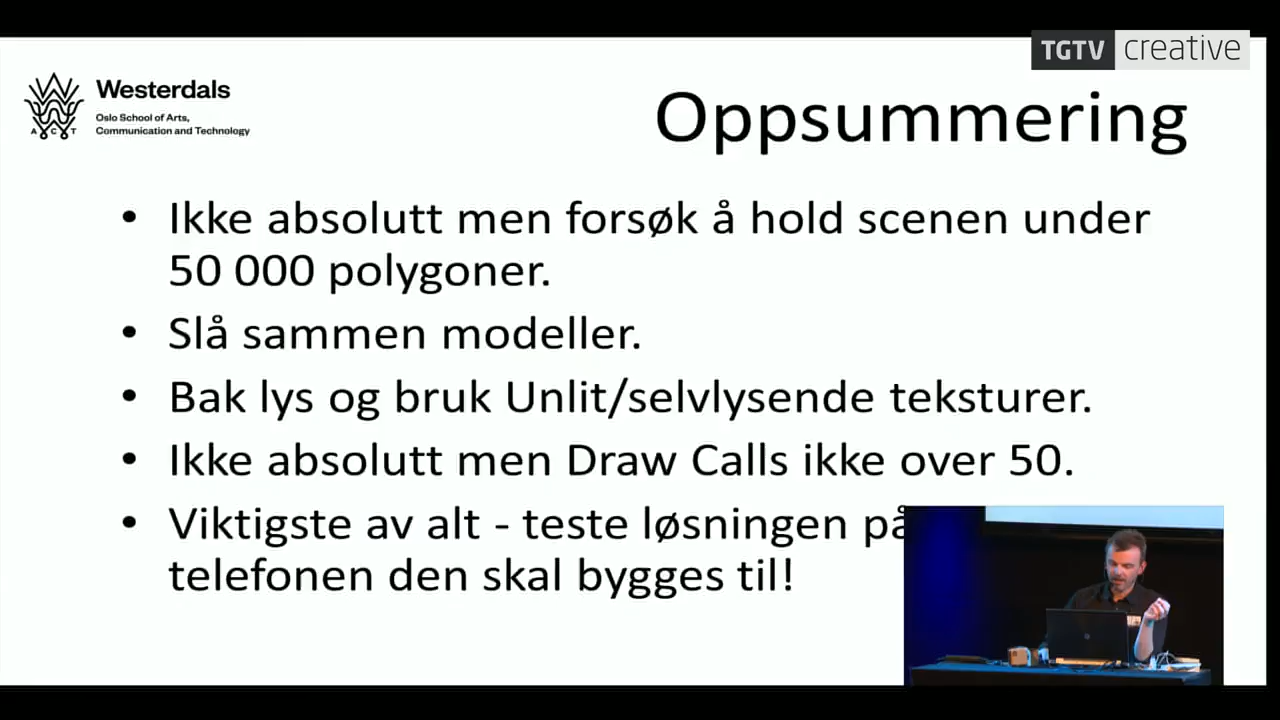 TGTV creative
Westerdals
Oslo School of Arts,
Communication and Technology
A C T
Oppsummering
• Ikke absolutt men forsøk å hold scenen under
50 000 polygoner.
• Slå sammen modeller.
• Bak lys og bruk Unlit/selvlysende teksturer.
• Ikke absolutt men Draw Calls ikke over 50.
• Viktigste av alt - teste løsningen på
telefonen den skal bygges til!